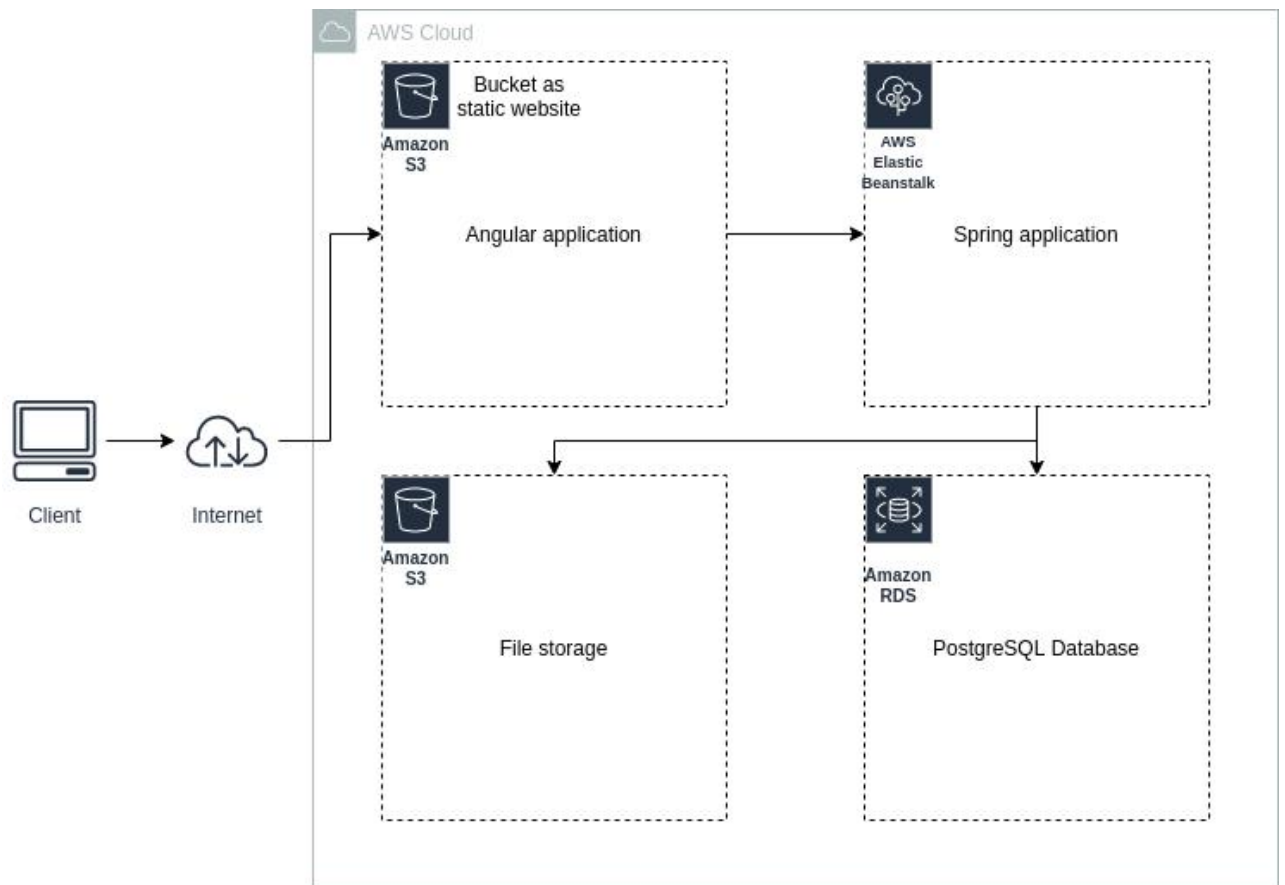 AWS Cloud
Bucket as
static website
Amazon
S3
Angular application
AWS
Elastic
Beanstalk
Spring application
Client
Internet
Amazon
S3
File storage
Amazon
RDS
PostgreSQL Database